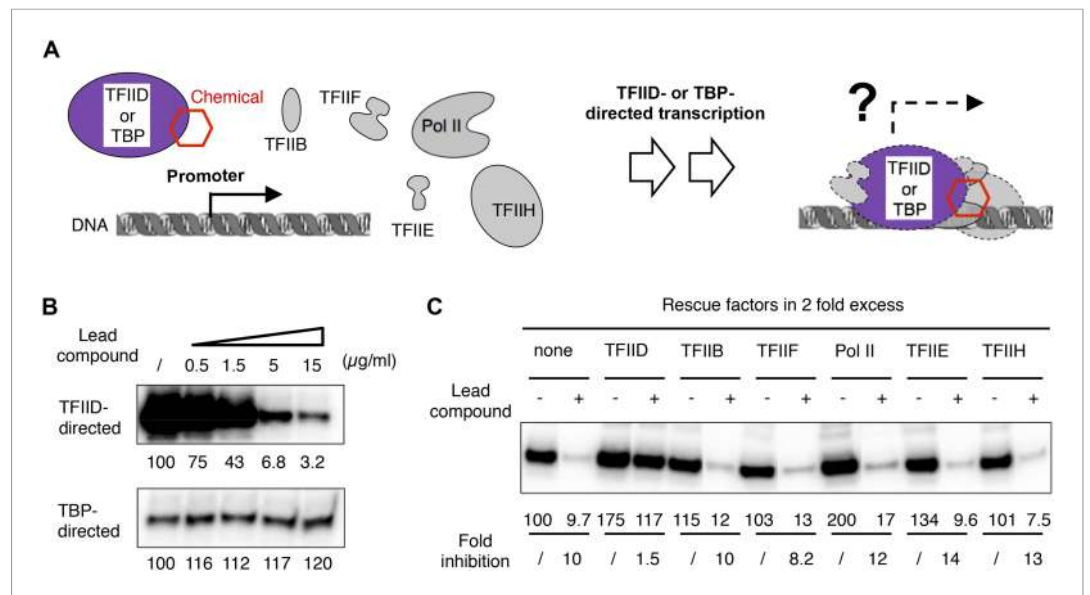 A
TFIID
or
TBP
Chemical
TFIIB
TFIIF
Pol II
TFIIE
TFIIH
Promoter
DNA
TFIID- or TBP-
directed transcription
?
TFIID
or
TBP
B
Lead
compound
/ 0.5 1.5 5 15 (µg/ml)
TFIID-
directed
100 75 43 6.8 3.2
TBP-
directed
100 116 112 117 120
C
Rescue factors in 2 fold excess
none TFIID TFIIB TFIIF Pol II TFIIE TFIIH
Lead
compound
- + - + - + - + - + - + - +
100 9.7 175 117 115 12 103 13 200 17 134 9.6 101 7.5
Fold
inhibition
/ 10 / 1.5 / 10 / 8.2 / 12 / 14 / 13